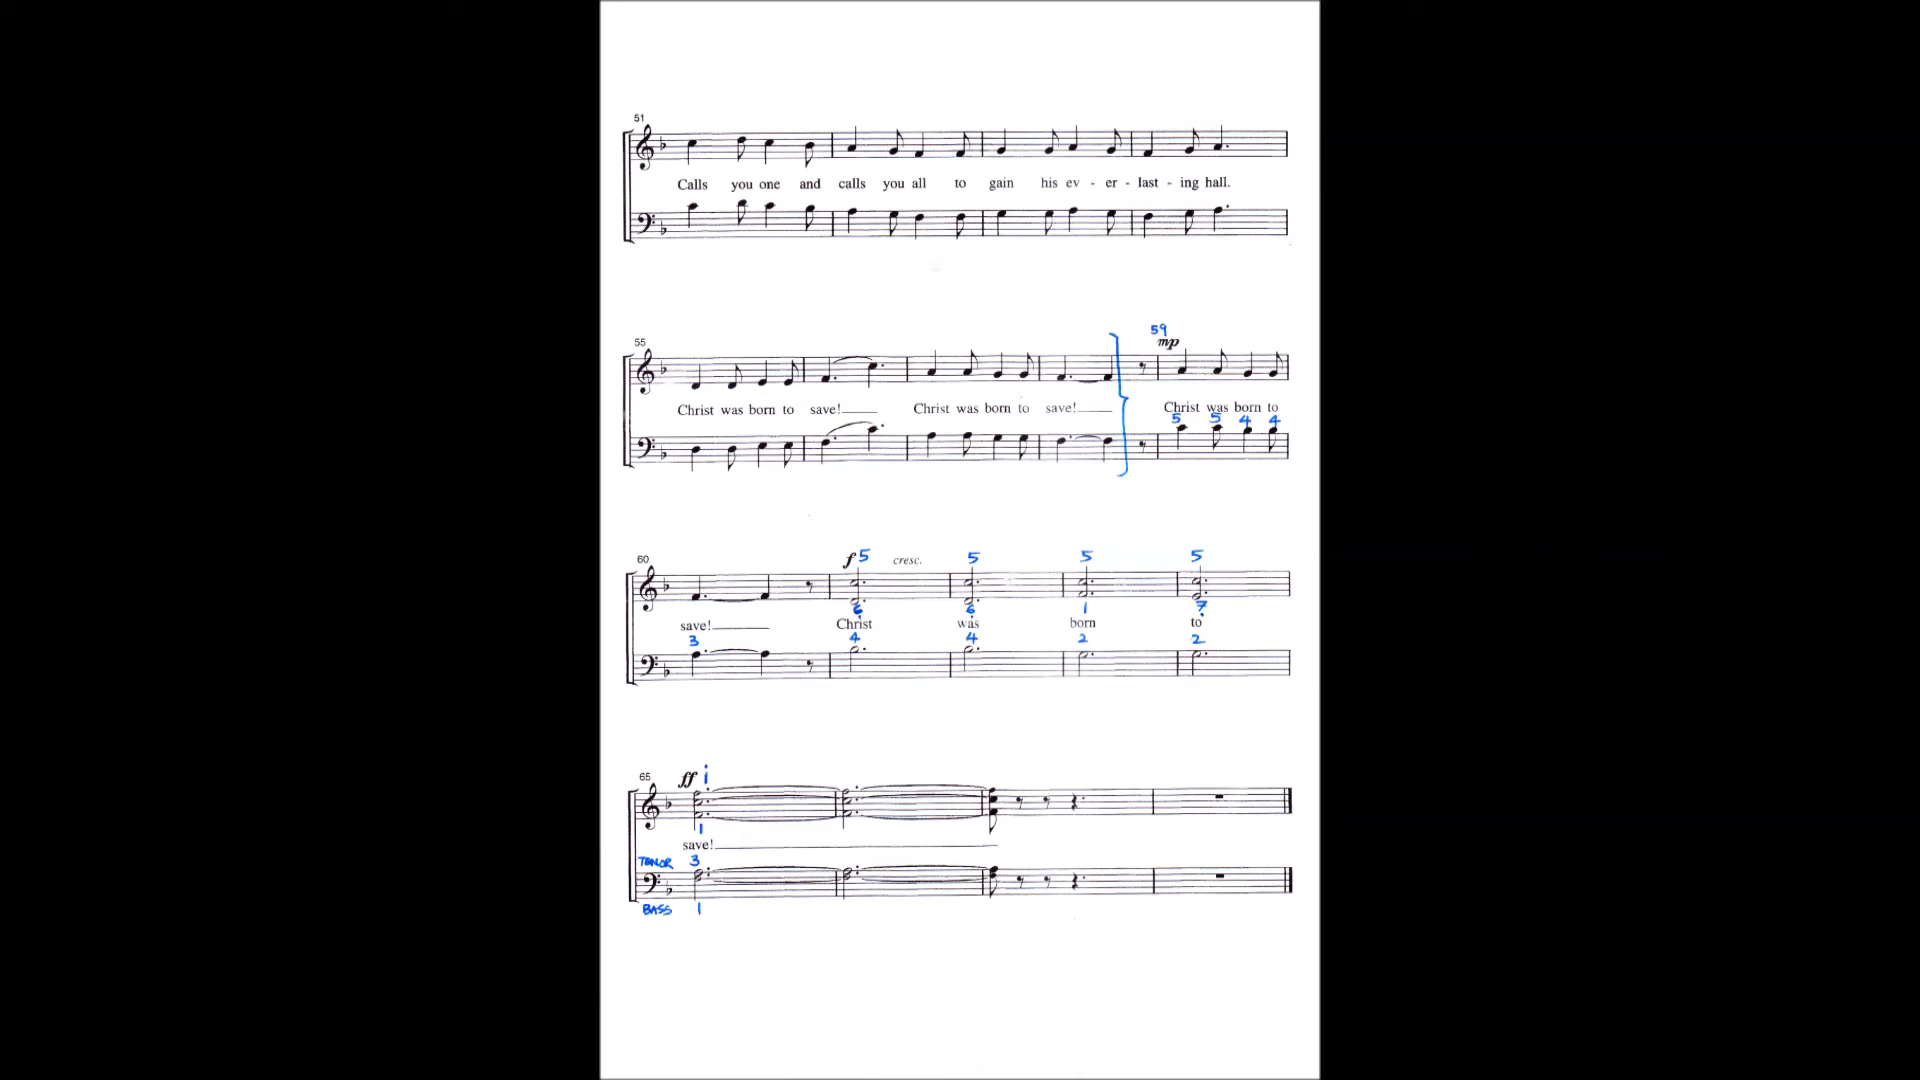 51
Calls you one and calls you all to gain his ev - er - last - ing hall.
59
55 mp
Christ was born to save! Christ was born to save! Christ was born to
5 5 4 4
60 f 5 cresc. 5 5 5
6 6 1 7
save! Christ was born to
3 4 4 2 2
65 ff i
1
save!
TENOR 3
BASS 1